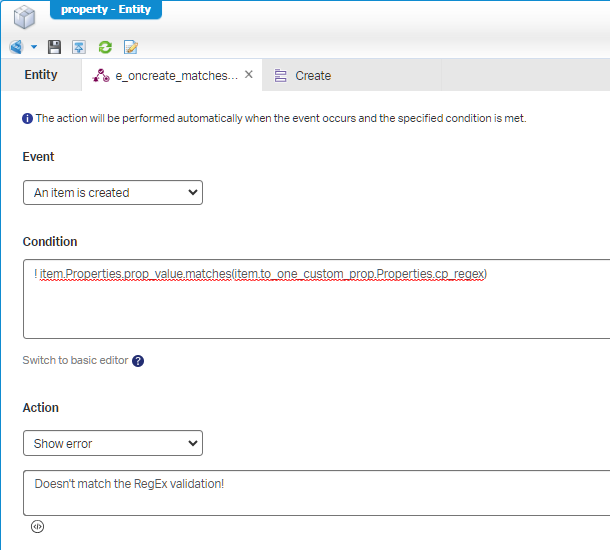 property - Entity
Entity
e_oncreate_matches...
Create
The action will be performed automatically when the event occurs and the specified condition is met.
Event
An item is created
Condition
! item.Properties.prop_value.matches(item.to_one_custom_prop.Properties.cp_regex)
Switch to basic editor
Action
Show error
Doesn't match the RegEx validation!